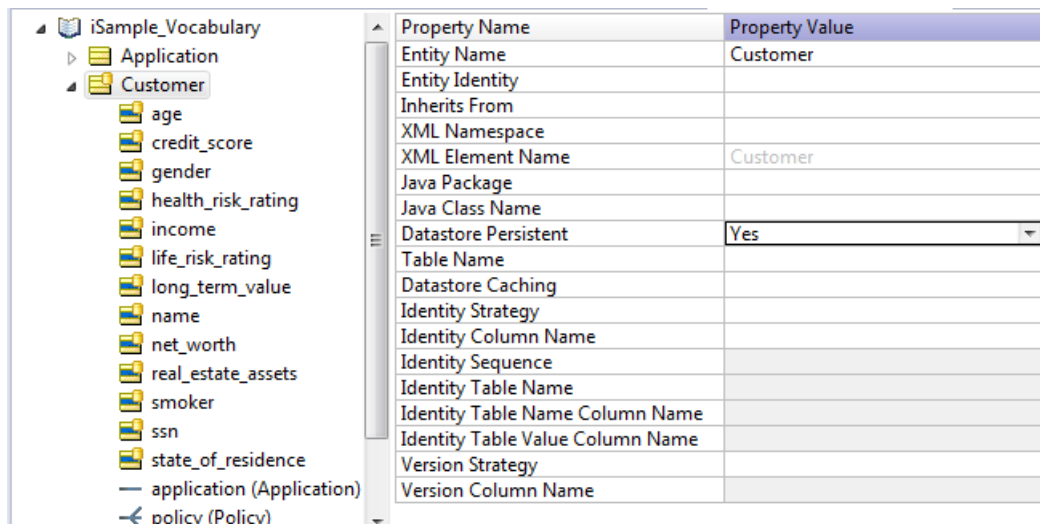 iSample_Vocabulary
Application
Customer
age
credit_score
gender
health_risk_rating
income
life_risk_rating
long_term_value
name
net_worth
real_estate_assets
smoker
ssn
state_of_residence
application (Application)
policy (Policy)
Property Name Property Value
Entity Name Customer
Entity Identity
Inherits From
XML Namespace
XML Element Name Customer
Java Package
Java Class Name
Datastore Persistent Yes
Table Name
Datastore Caching
Identity Strategy
Identity Column Name
Identity Sequence
Identity Table Name
Identity Table Name Column Name
Identity Table Value Column Name
Version Strategy
Version Column Name